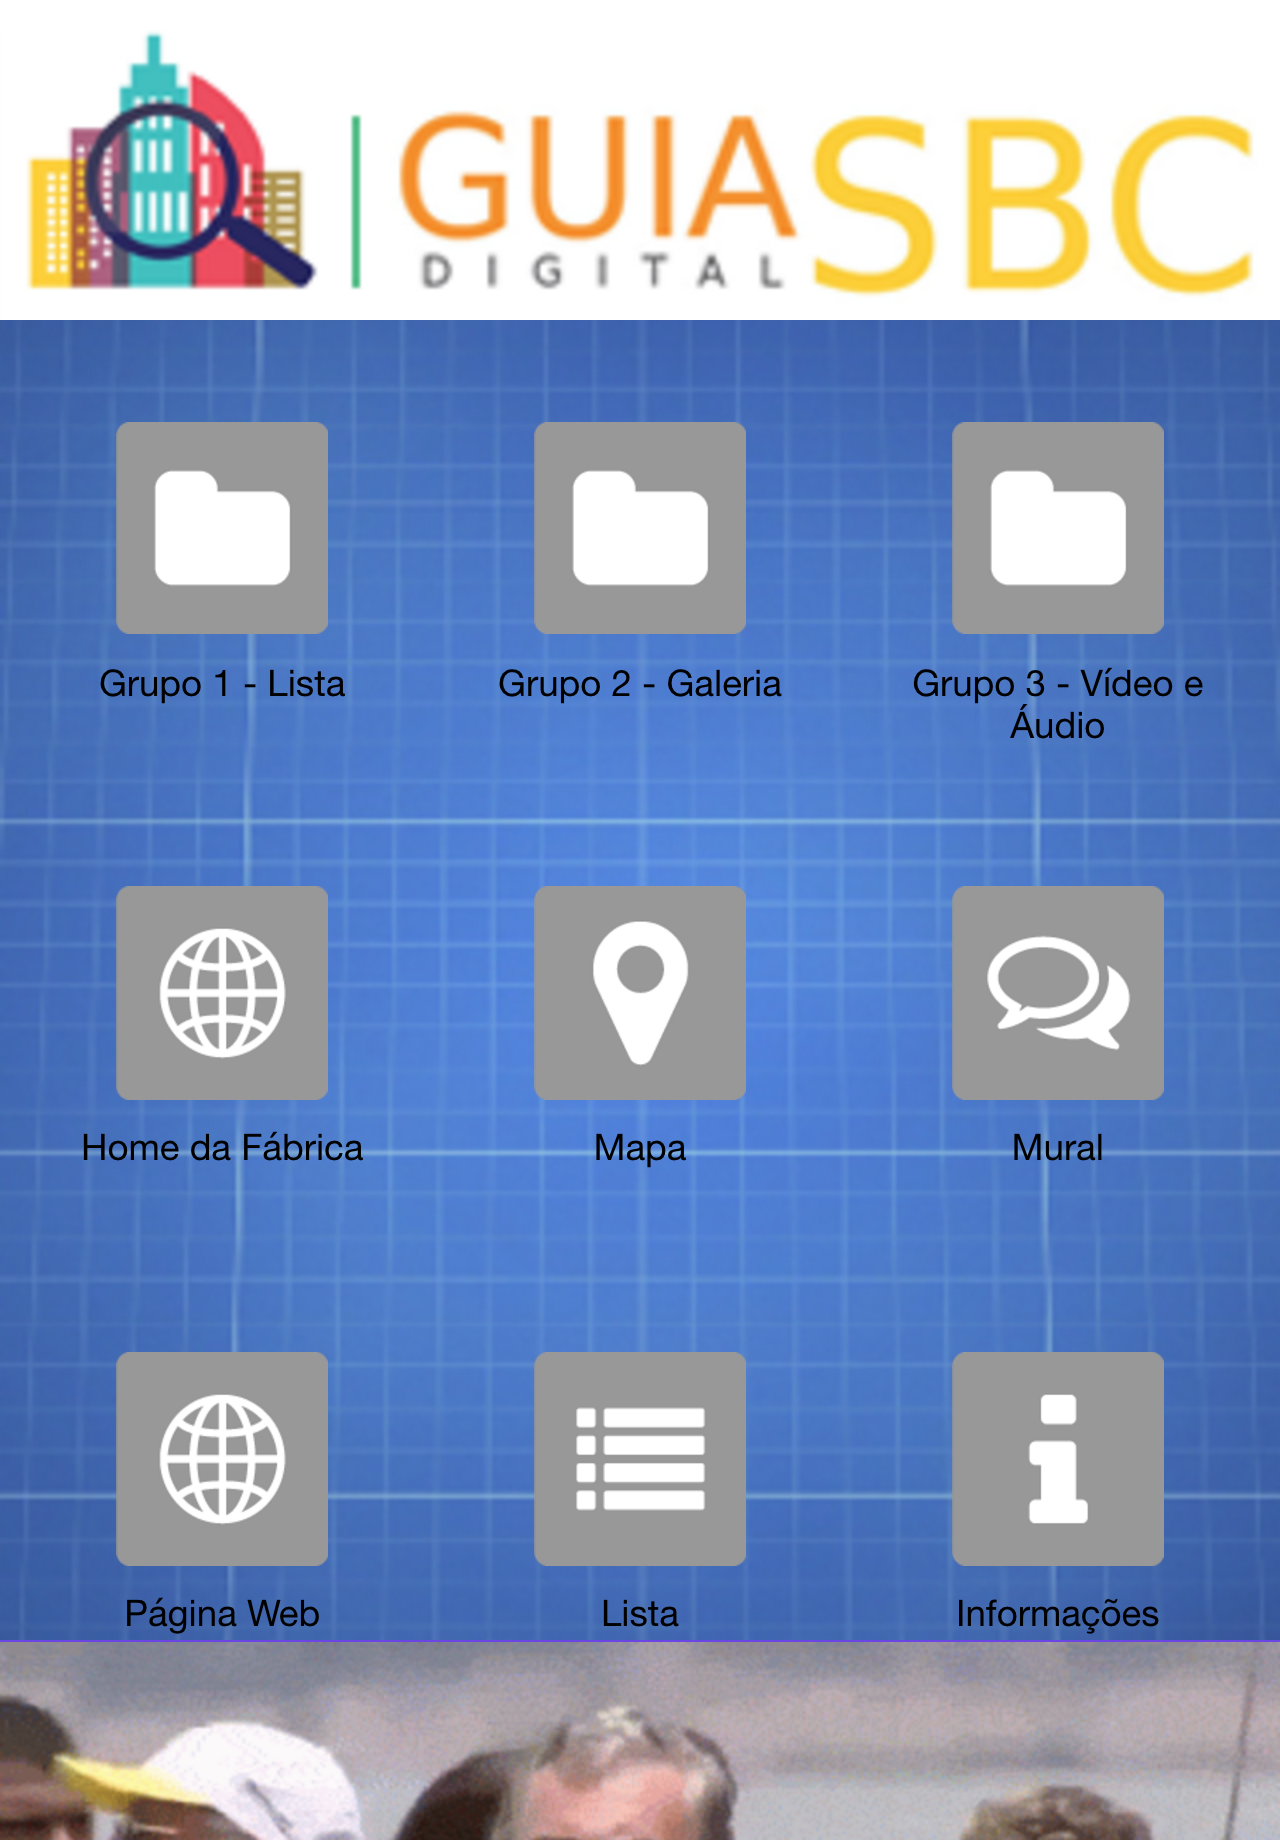 GUIA SBC
DIGITAL
Grupo 1 - Lista
Grupo 2 - Galeria
Grupo 3 - Vídeo e
Áudio
Home da Fábrica
Mapa
Mural
Página Web
Lista
Informações